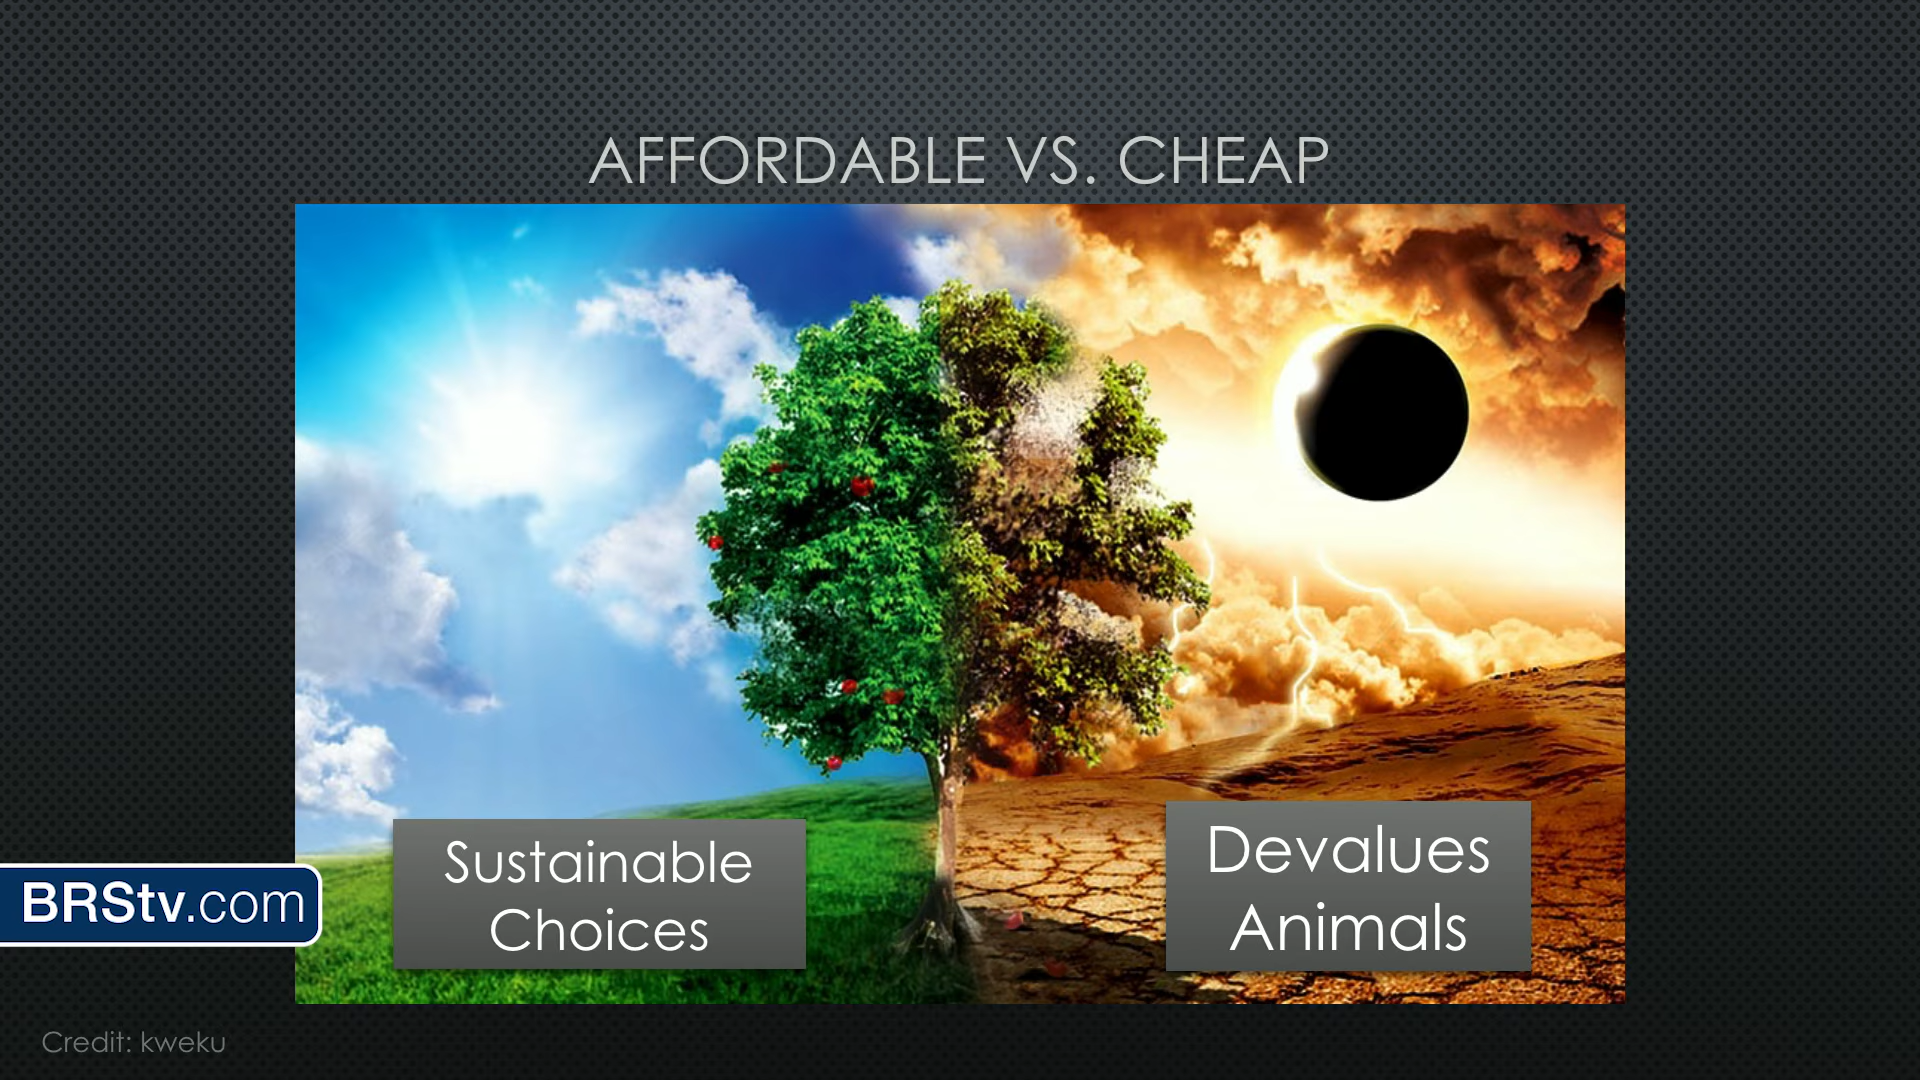 AFFORDABLE VS. CHEAP
Sustainable
Choices
Devalues
Animals
BRStv.com
Credit: kweku